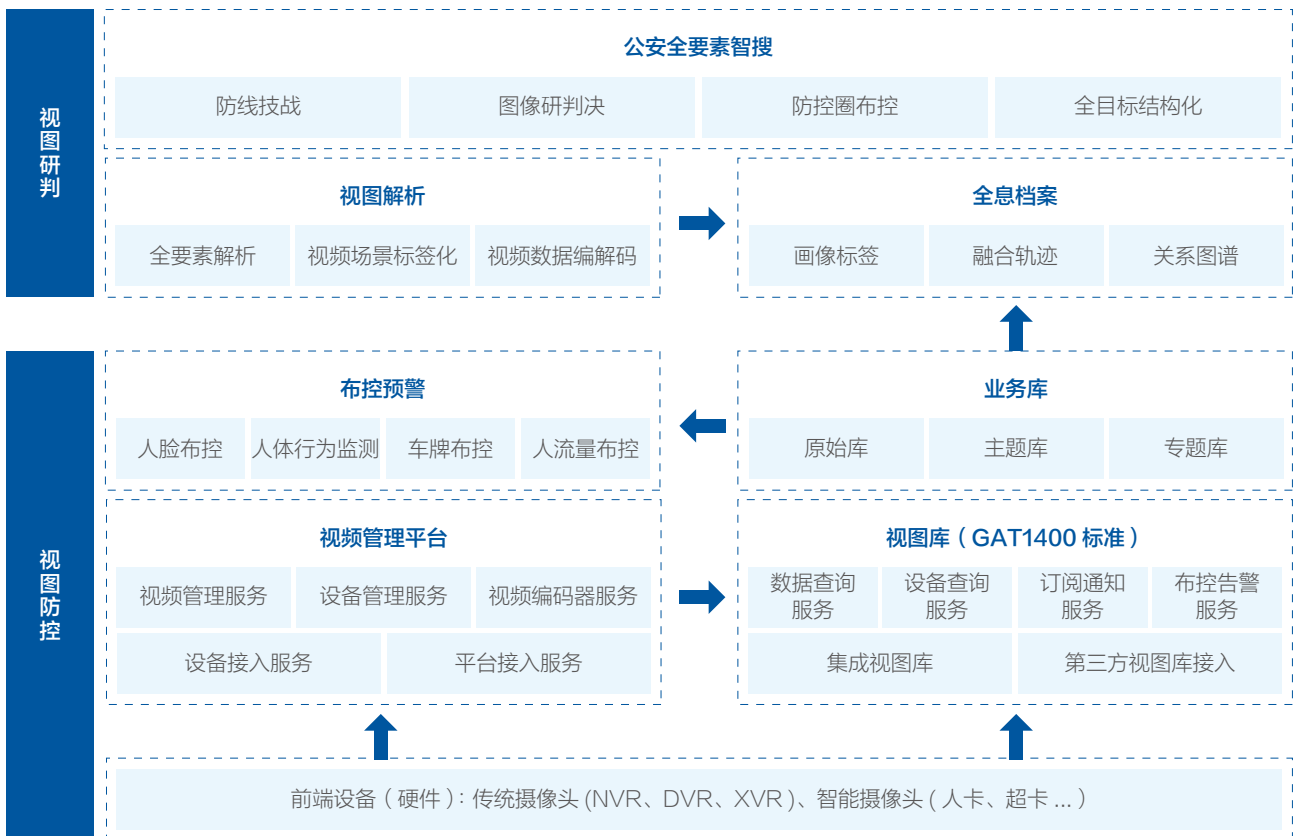 视图研判
公安全要素智搜
防线技战
图像研判决
防控圈布控
全目标结构化
视图解析
全要素解析
视频场景标签化
视频数据编解码
全息档案
画像标签
融合轨迹
关系图谱
视图防控
布控预警
人脸布控
人体行为监测
车牌布控
人流量布控
业务库
原始库
主题库
专题库
视频管理平台
视频管理服务
设备管理服务
视频编码器服务
设备接入服务
平台接入服务
视图库（GAT1400 标准）
数据查询
服务
设备查询
服务
订阅通知
服务
布控告警
服务
集成视图库
第三方视图库接入
前端设备（硬件）：传统摄像头 (NVR、DVR、XVR )、智能摄像头 ( 人卡、超卡 ... ）